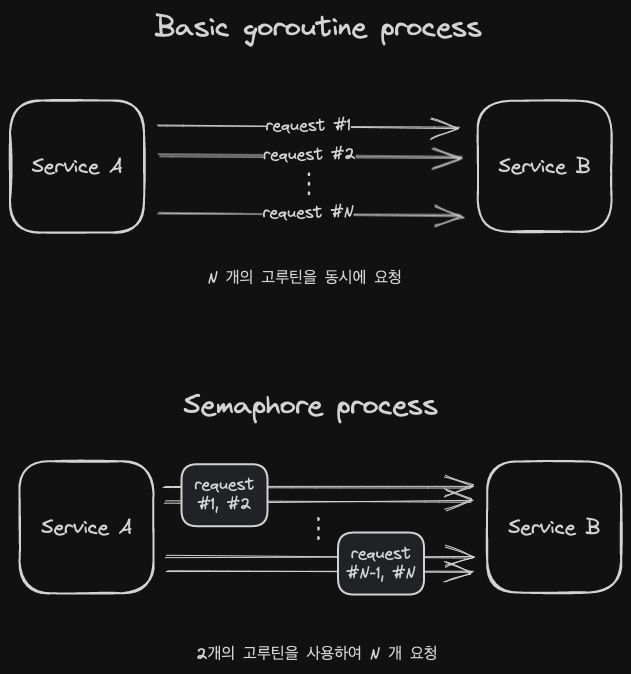 Basic goroutine process
Service A
request #1
request #2
request #N
Service B
N 개의 고루틴을 동시에 요청
Semaphore process
Service A
request
#1, #2
request
#N-1, #N
Service B
2개의 고루틴을 사용하여 N 개 요청